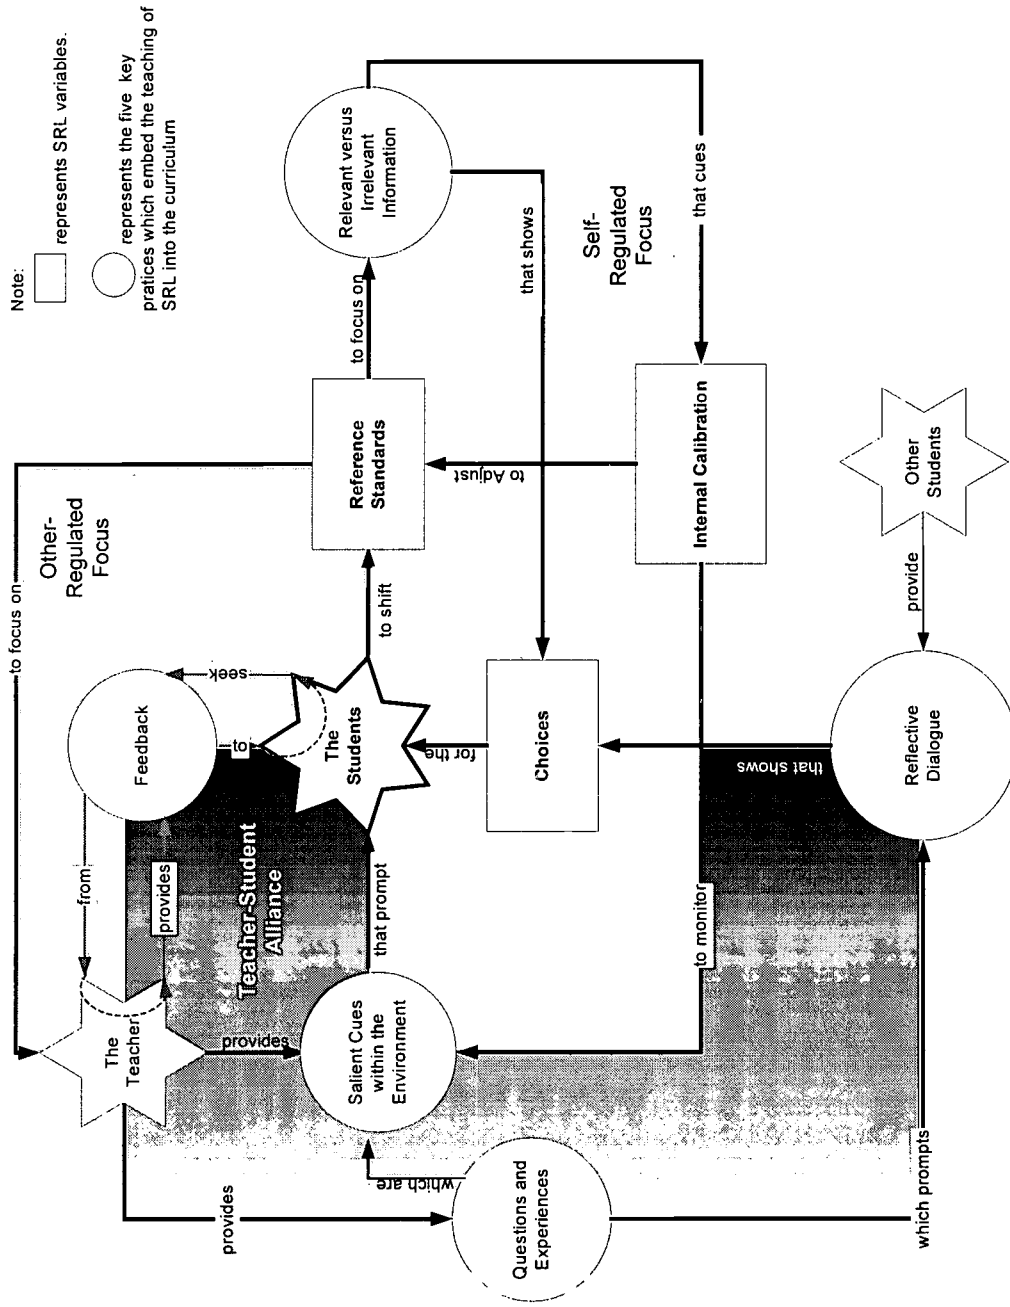 Note:
represents SRL variables.
represents the five key
pratices which embed the teaching of
SRL into the curriculum
to focus on
Other-
Regulated
Focus
from
provides
Feedback
seek
to
The
Teacher
Teacher-Student
Alliance
provides
provides
Salient Cues
within the
Environment
that prompt
The
Students
to shift
Reference
Standards
to focus on
Relevant versus
Irrelevant
Information
which are
Questions and
Experiences
for the
Choices
to Adjust
that shows
Self-
Regulated
Focus
to monitor
Internal Calibration
that cues
that shows
which prompts
Reflective
Dialogue
provide
Other
Students